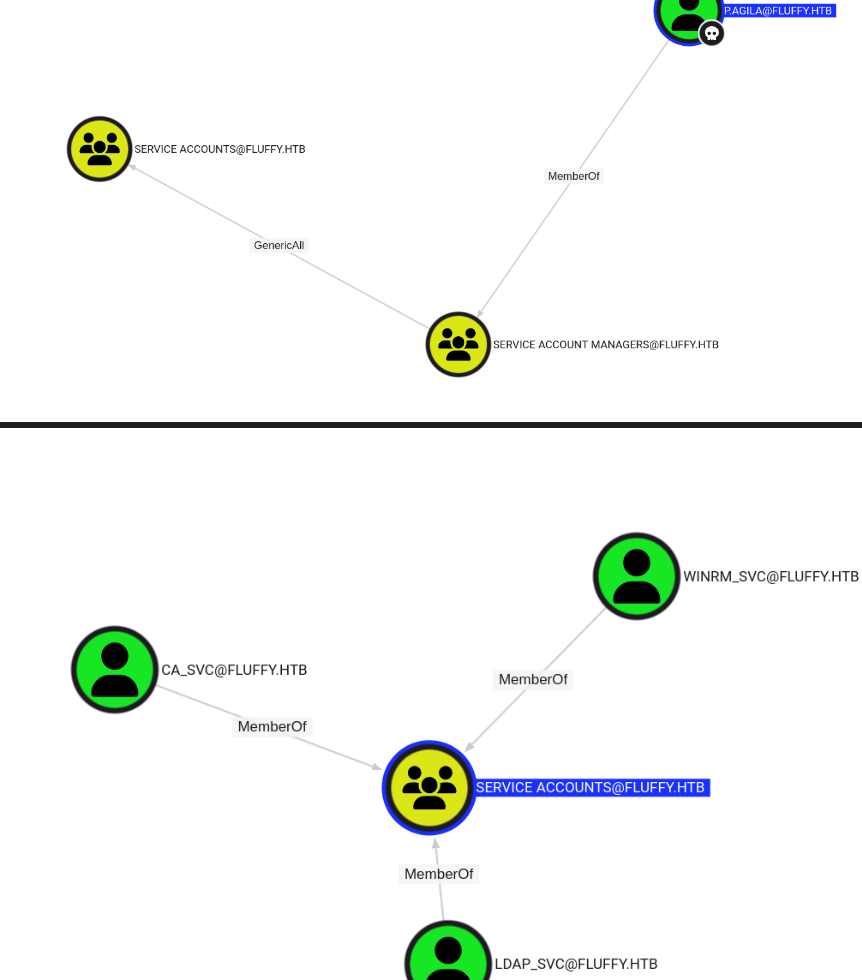 P.AGILA@FLUFFY.HTB
SERVICE ACCOUNTS@FLUFFY.HTB
MemberOf
GenericAll
SERVICE ACCOUNT MANAGERS@FLUFFY.HTB
WINRM_SVC@FLUFFY.HTB
CA_SVC@FLUFFY.HTB
MemberOf
MemberOf
SERVICE ACCOUNTS@FLUFFY.HTB
MemberOf
LDAP_SVC@FLUFFY.HTB